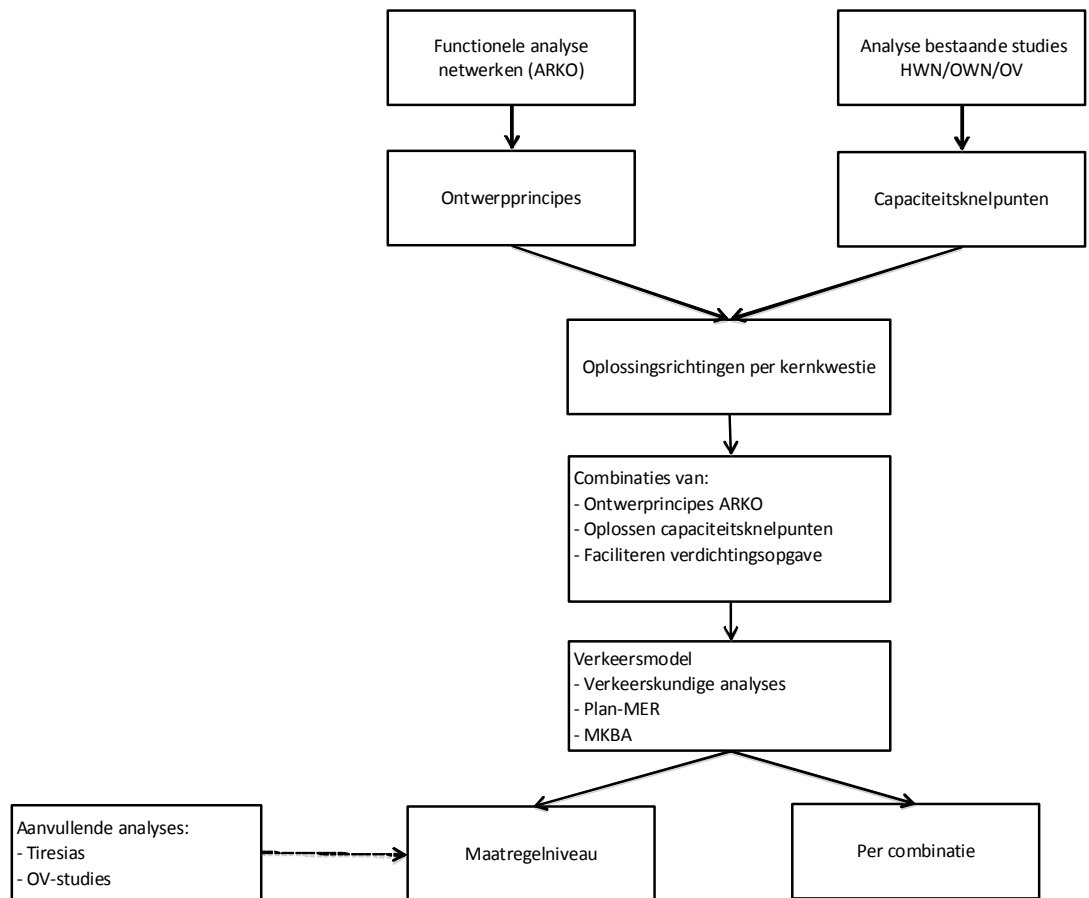 Functionele analyse
netwerken (ARKO)
Analyse bestaande studies
HWN/OWN/OV
Ontwerpprincipes
Capaciteitsknelpunten
Oplossingsrichtingen per kernkwestie
Combinaties van:
- Ontwerprincipes ARKO
- Oplossen capaciteitsknelpunten
- Faciliteren verdichtingsopgave
Verkeersmodel
- Verkeerskundige analyses
- Plan-MER
- MKBA
Aanvullende analyses:
- Tiresias
- OV-studies
Maatregelniveau
Per combinatie